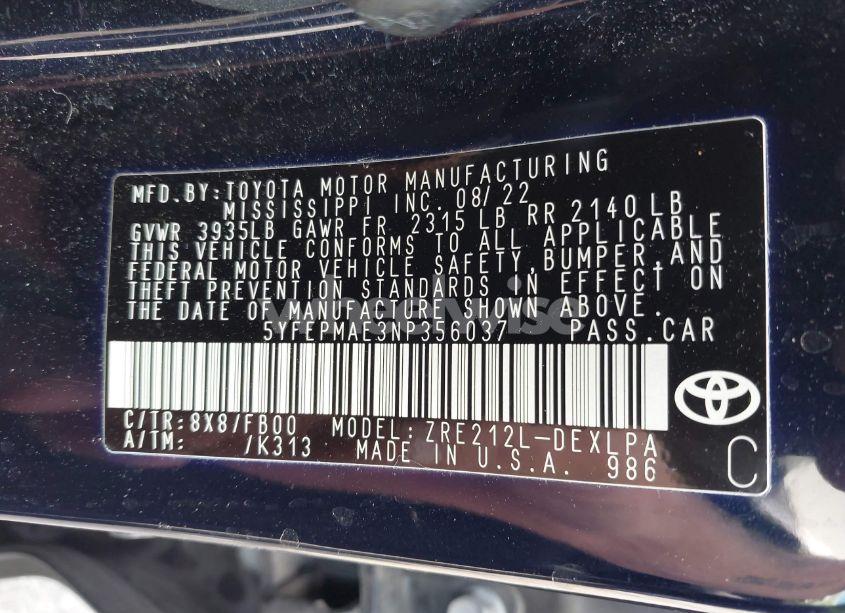 MFD.BY:TOYOTA MOTOR MANUFACTURING
MISSISSIPPI INC. 08/22
GVWR 3935LB GAWR FR 2315 LB RR 2140LB
THIS VEHICLE CONFORMS TO ALL APPLICABLE
FEDERAL MOTOR VEHICLE SAFETY,BUMPER,AND
THEFT PREVENTION STANDARDS IN EFFECT ON
THE DATE OF MANUFACTURE SHOWN ABOVE.
5YFEPMAE3NP356037 PASS.CAR
C/TR:8X8/FB00 MODEL:ZRE212L-DEXLPA
A/TM: /K313 MADE IN U.S.A. 986
C